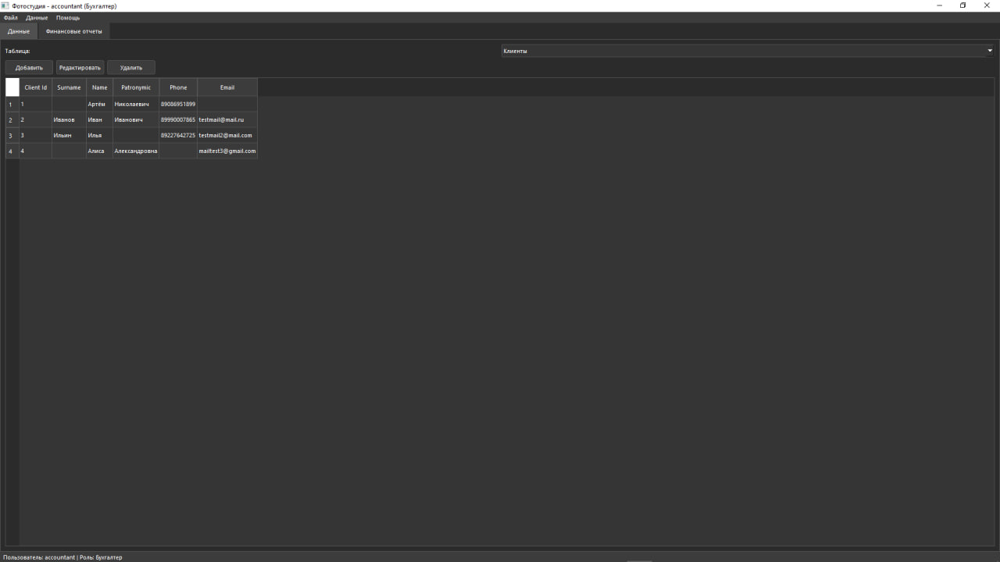 Фотостудия - accountant (Бухгалтер)
Файл Данные Помощь
Данные Финансовые отчеты
Таблица: Клиенты
Добавить Редактировать Удалить
Client Id Surname Name Patronymic Phone Email
1 1 Артём Николаевич 89086951899
2 2 Иванов Иван Иванович 89990007865 testmail@mail.ru
3 3 Ильин Илья 89227642725 testmail2@mail.com
4 4 Алиса Александровна mailtest3@gmail.com
Пользователь: accountant | Роль: Бухгалтер